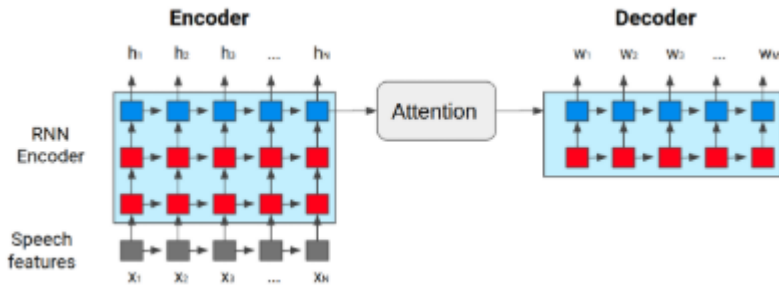 Encoder
Decoder
h₁ h₂ h₃ .... hN
w₁ w₂ w₃ ... wM
RNN
Encoder
Attention
Speech
features
x₁ x₂ x₃ .... xN